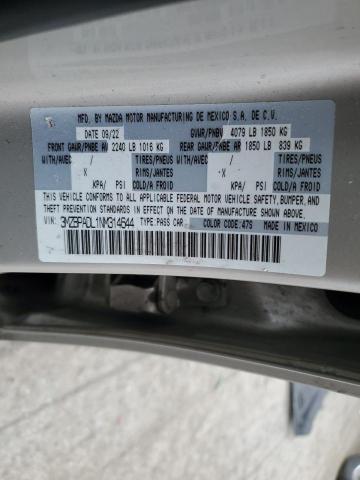 MFD. BY MAZDA MOTOR MANUFACTURING DE MEXICO S.A. DE C.V.
DATE 09/22 GVWR/PNBV 4079 LB 1850 KG
FRONT GAWR/PNBE AV 2240 LB 1016 KG REAR GAWR/PNBE AR 1850 LB 839 KG
WITH/AVEC / TIRES/PNEUS WITH/AVEC / TIRES/PNEUS
- X RIMS/JANTES - X RIMS/JANTES
KPA/ PSI COLD/A FROID KPA/ PSI COLD/A FROID
THIS VEHICLE CONFORMS TO ALL APPLICABLE FEDERAL MOTOR VEHICLE SAFETY, BUMPER, AND
THEFT PREVENTION STANDARDS IN EFFECT ON THE DATE OF MANUFACTURE SHOWN ABOVE.
VIN: 3MZBPADL1NM314644 TYPE:PASS CAR COLOR CODE:47S MADE IN MEXICO